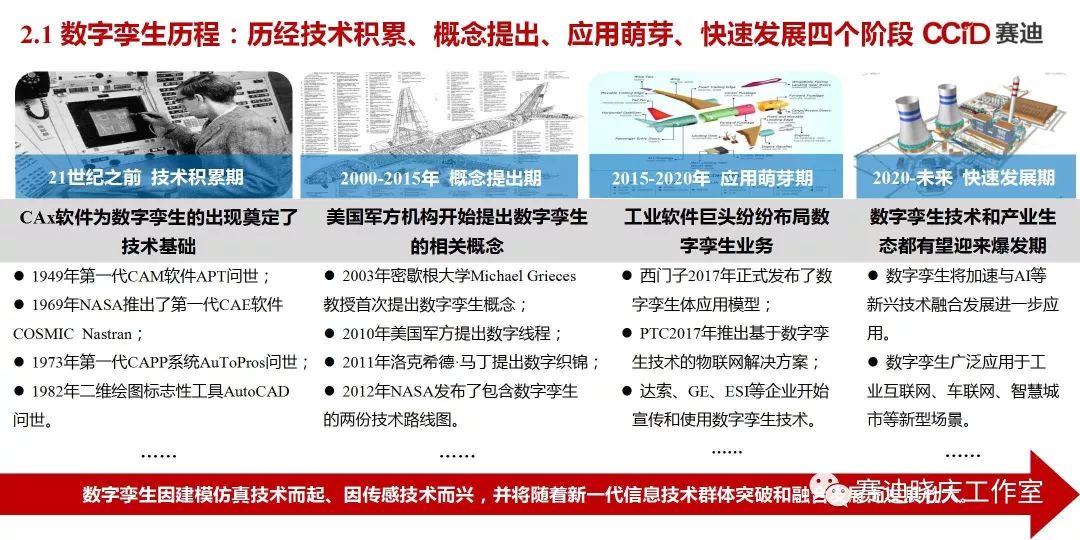 2.1 数字孪生历程：历经技术积累、概念提出、应用萌芽、快速发展四个阶段
CCID 赛迪
21世纪之前 技术积累期
CAx软件为数字孪生的出现奠定了
技术基础
● 1949年第一代CAM软件APT问世；
● 1969年NASA推出了第一代CAE软件
COSMIC Nastran；
● 1973年第一代CAPP系统AuToPros问世；
● 1982年二维绘图标志性工具AutoCAD
问世。
……
2000-2015年 概念提出期
美国军方机构开始提出数字孪生
的相关概念
● 2003年密歇根大学Michael Grieces
教授首次提出数字孪生概念；
● 2010年美国军方提出数字线程；
● 2011年洛克希德·马丁提出数字织锦；
● 2012年NASA发布了包含数字孪生
的两份技术路线图。
……
2015-2020年 应用萌芽期
工业软件巨头纷纷布局数
字孪生业务
● 西门子2017年正式发布了数
字孪生体应用模型；
● PTC2017年推出基于数字孪
生技术的物联网解决方案；
● 达索、GE、ESI等企业开始
宣传和使用数字孪生技术。
……
2020-未来 快速发展期
数字孪生技术和产业生
态都有望迎来爆发期
● 数字孪生将加速与AI等
新兴技术融合发展进一步应
用。
● 数字孪生广泛应用于工
业互联网、车联网、智慧城
市等新型场景。
……
数字孪生因建模仿真技术而起、因传感技术而兴，并将随着新一代信息技术群体突破和融合发展而发展壮大。
赛迪晓庆工作室